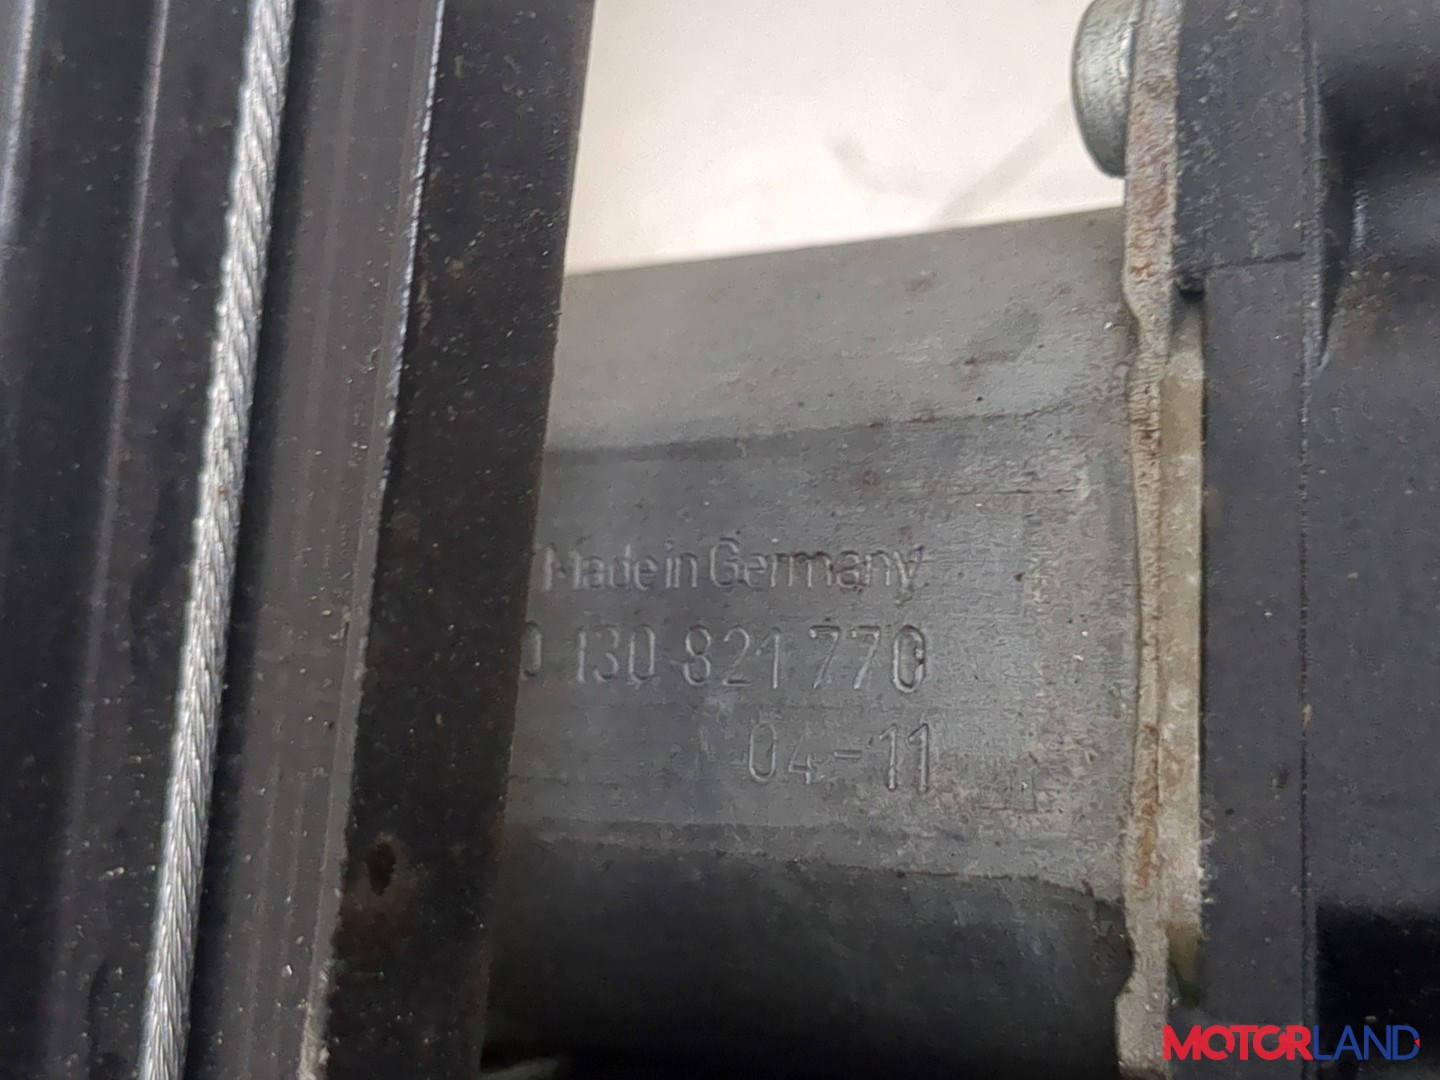 Made in Germany
0 130 821 770
04-11
MOTORLAND